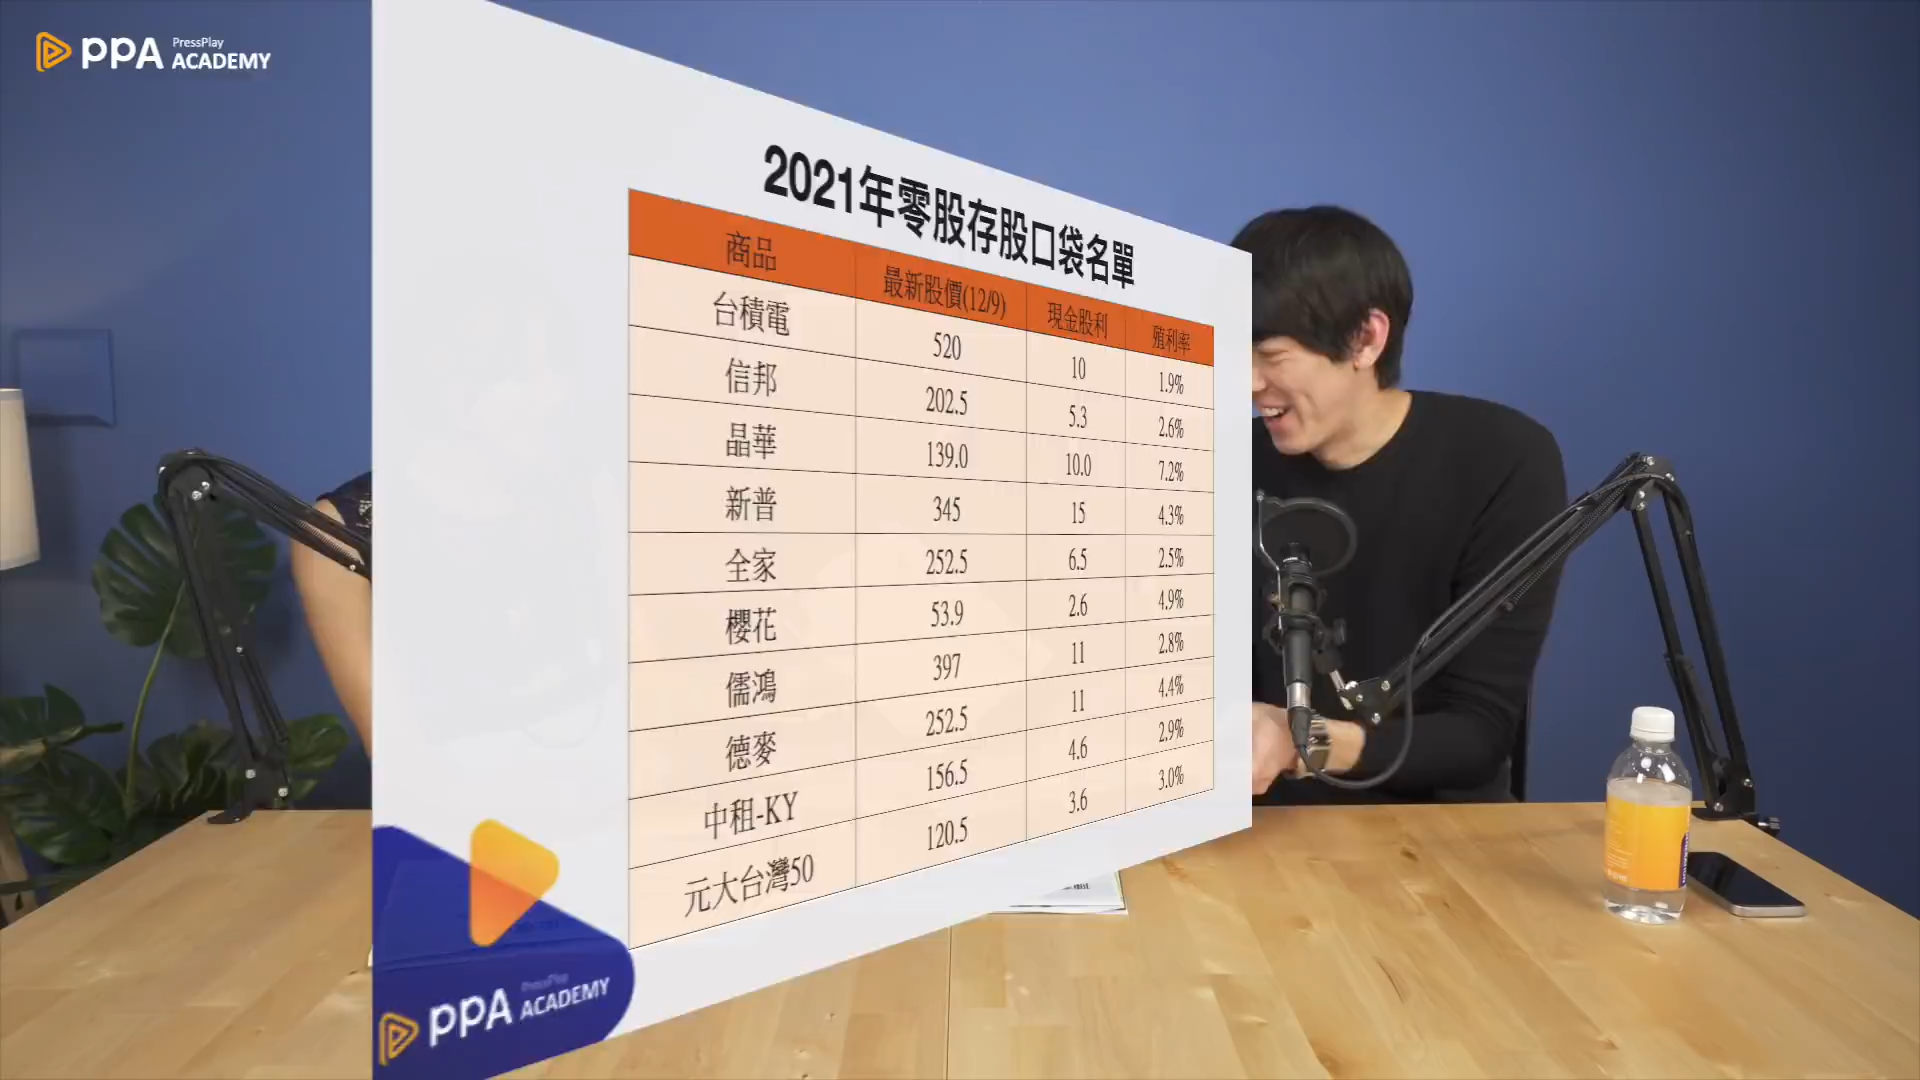 PPA PressPlay ACADEMY
2021年零股存股口袋名單
商品 最新股價(12/9) 現金股利 殖利率
台積電 520 10 1.9%
信邦 202.5 5.3 2.6%
晶華 139.0 10.0 7.2%
新普 345 15 4.3%
全家 252.5 6.5 2.5%
櫻花 53.9 2.6 4.9%
儒鴻 397 11 2.8%
德麥 252.5 11 4.4%
中租-KY 156.5 4.6 2.9%
元大台灣50 120.5 3.6 3.0%
PPA PressPlay ACADEMY